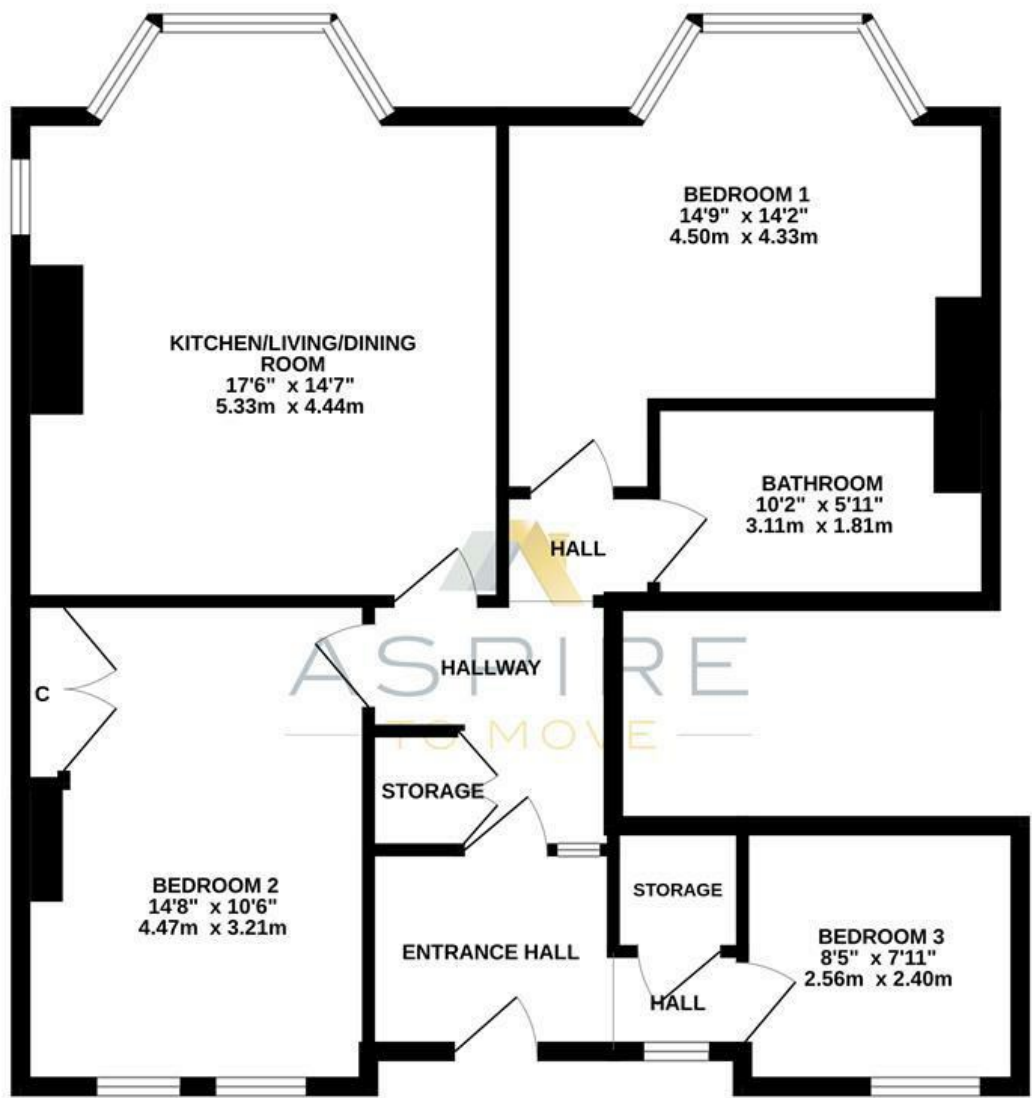 BEDROOM 1
14'9" x 14'2"
4.50m x 4.33m
KITCHEN/LIVING/DINING
ROOM
17'6" x 14'7"
5.33m x 4.44m
BATHROOM
10'2" x 5'11"
3.11m x 1.81m
HALL
HALLWAY
ASPIRE
TO MOVE
C
STORAGE
BEDROOM 2
14'8" x 10'6"
4.47m x 3.21m
STORAGE
ENTRANCE HALL
BEDROOM 3
8'5" x 7'11"
2.56m x 2.40m
HALL